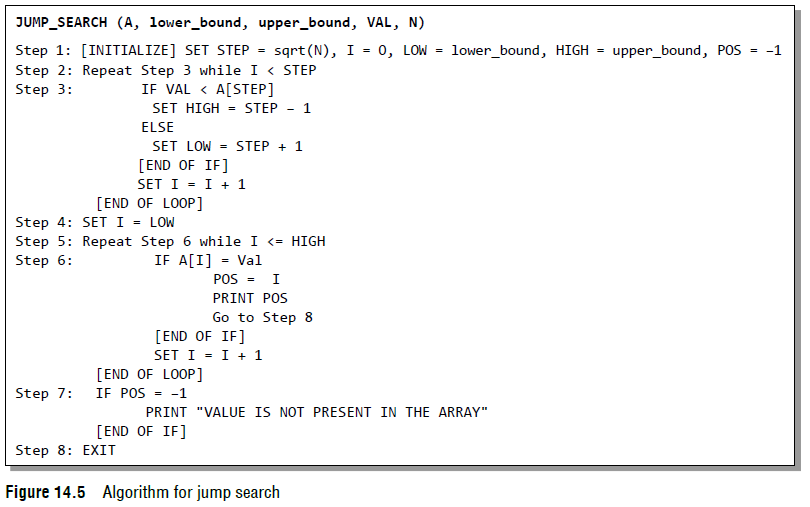 JUMP_SEARCH (A, lower_bound, upper_bound, VAL, N)
Step 1: [INITIALIZE] SET STEP = sqrt(N), I = 0, LOW = lower_bound, HIGH = upper_bound, POS = –1
Step 2: Repeat Step 3 while I < STEP
Step 3: IF VAL < A[STEP]
SET HIGH = STEP – 1
ELSE
SET LOW = STEP + 1
[END OF IF]
SET I = I + 1
[END OF LOOP]
Step 4: SET I = LOW
Step 5: Repeat Step 6 while I <= HIGH
Step 6: IF A[I] = Val
POS = I
PRINT POS
Go to Step 8
[END OF IF]
SET I = I + 1
[END OF LOOP]
Step 7: IF POS = –1
PRINT "VALUE IS NOT PRESENT IN THE ARRAY"
[END OF IF]
Step 8: EXIT
Figure 14.5 Algorithm for jump search